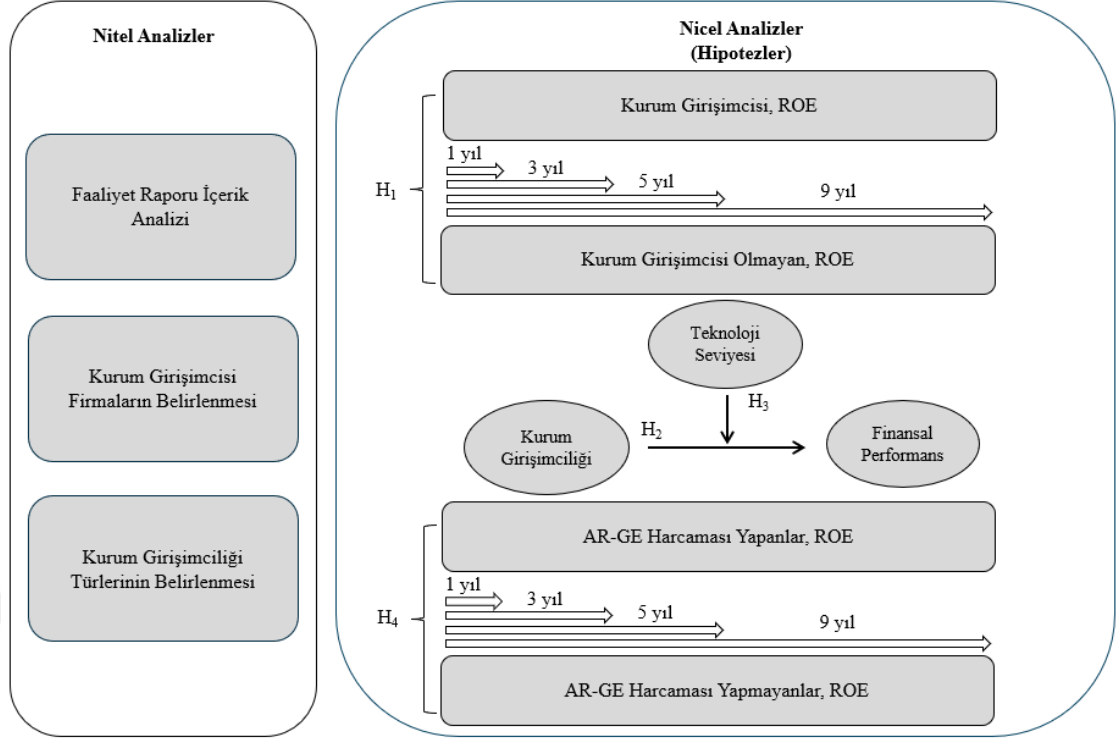 Nitel Analizler
Faaliyet Raporu İçerik
Analizi
Kurum Girişimcisi
Firmaların Belirlenmesi
Kurum Girişimciliği
Türlerinin Belirlenmesi
Nicel Analizler
(Hipotezler)
Kurum Girişimcisi, ROE
1 yıl
3 yıl
5 yıl
9 yıl
H₁
Kurum Girişimcisi Olmayan, ROE
Teknoloji
Seviyesi
H₃
H₂
Kurum
Girişimciliği
Finansal
Performans
AR-GE Harcaması Yapanlar, ROE
1 yıl
3 yıl
5 yıl
9 yıl
H₄
AR-GE Harcaması Yapmayanlar, ROE